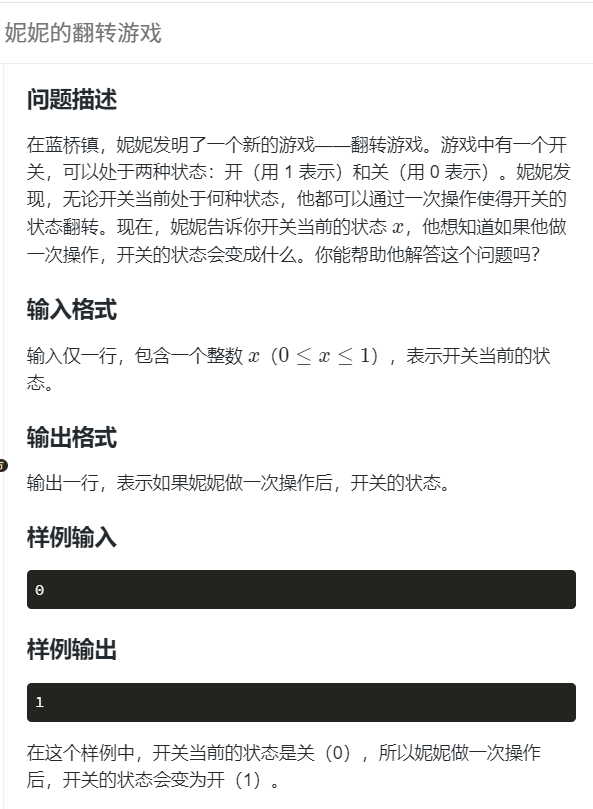 妮妮的翻转游戏
问题描述
在蓝桥镇，妮妮发明了一个新的游戏——翻转游戏。游戏中有一个开
关，可以处于两种状态：开（用 1 表示）和关（用 0 表示）。妮妮发
现，无论开关当前处于何种状态，他都可以通过一次操作使得开关的
状态翻转。现在，妮妮告诉你开关当前的状态 x，他想知道如果他做
一次操作，开关的状态会变成什么。你能帮助他解答这个问题吗？
输入格式
输入仅一行，包含一个整数 x（0 ≤ x ≤ 1），表示开关当前的状
态。
输出格式
输出一行，表示如果妮妮做一次操作后，开关的状态。
样例输入
0
样例输出
1
在这个样例中，开关当前的状态是关（0），所以妮妮做一次操作
后，开关的状态会变为开（1）。